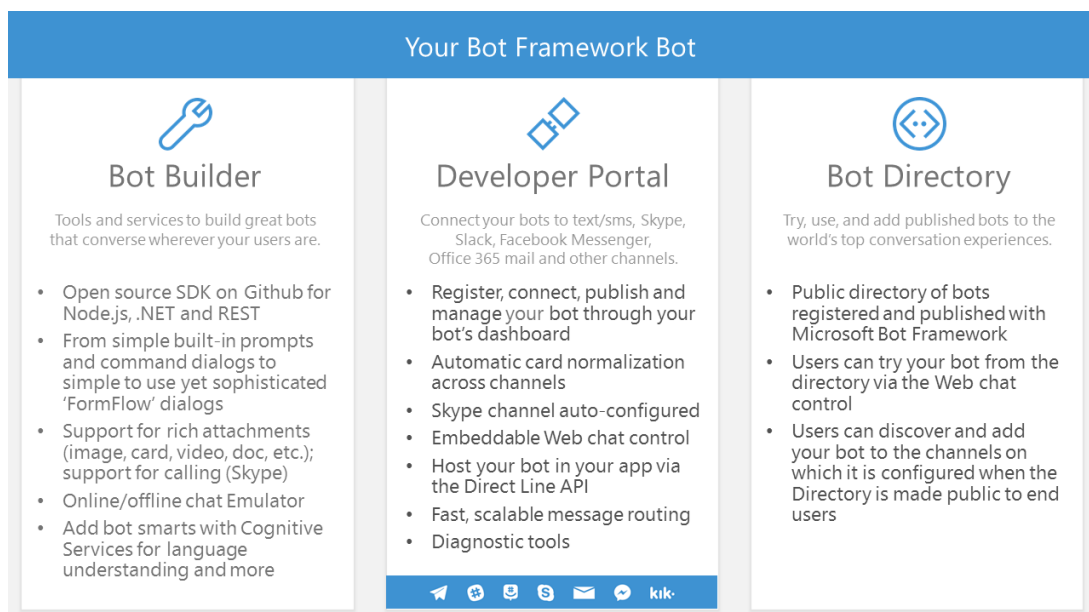 Your Bot Framework Bot
Bot Builder
Tools and services to build great bots
that converse wherever your users are.
• Open source SDK on Github for
Node.js, .NET and REST
• From simple built-in prompts
and command dialogs to
simple to use yet sophisticated
‘FormFlow’ dialogs
• Support for rich attachments
(image, card, video, doc, etc.);
support for calling (Skype)
• Online/offline chat Emulator
• Add bot smarts with Cognitive
Services for language
understanding and more
Developer Portal
Connect your bots to text/sms, Skype,
Slack, Facebook Messenger,
Office 365 mail and other channels.
• Register, connect, publish and
manage your bot through your
bot’s dashboard
• Automatic card normalization
across channels
• Skype channel auto-configured
• Embeddable Web chat control
• Host your bot in your app via
the Direct Line API
• Fast, scalable message routing
• Diagnostic tools
kik·
Bot Directory
Try, use, and add published bots to the
world’s top conversation experiences.
• Public directory of bots
registered and published with
Microsoft Bot Framework
• Users can try your bot from the
directory via the Web chat
control
• Users can discover and add
your bot to the channels on
which it is configured when the
Directory is made public to end
users